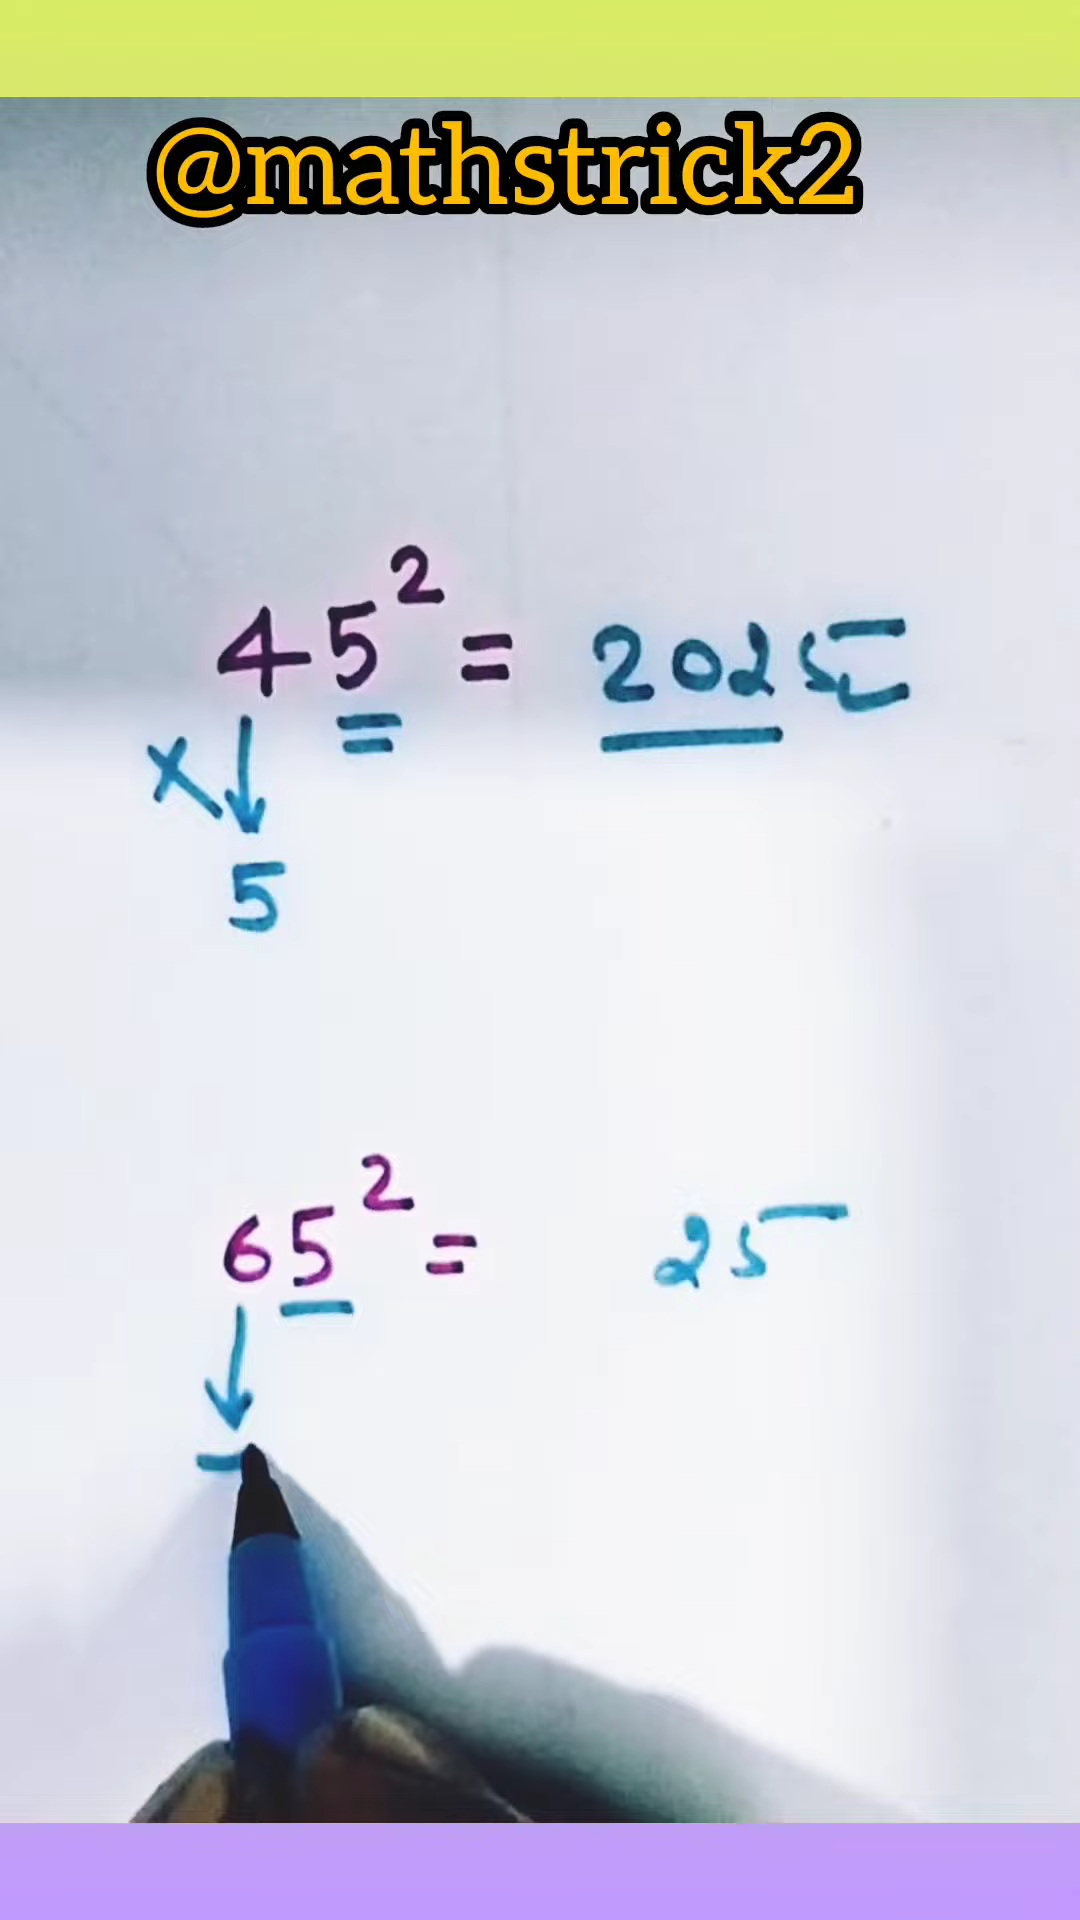 @mathstrick2
45² = 2025
×↓
5
65² = 25
↓